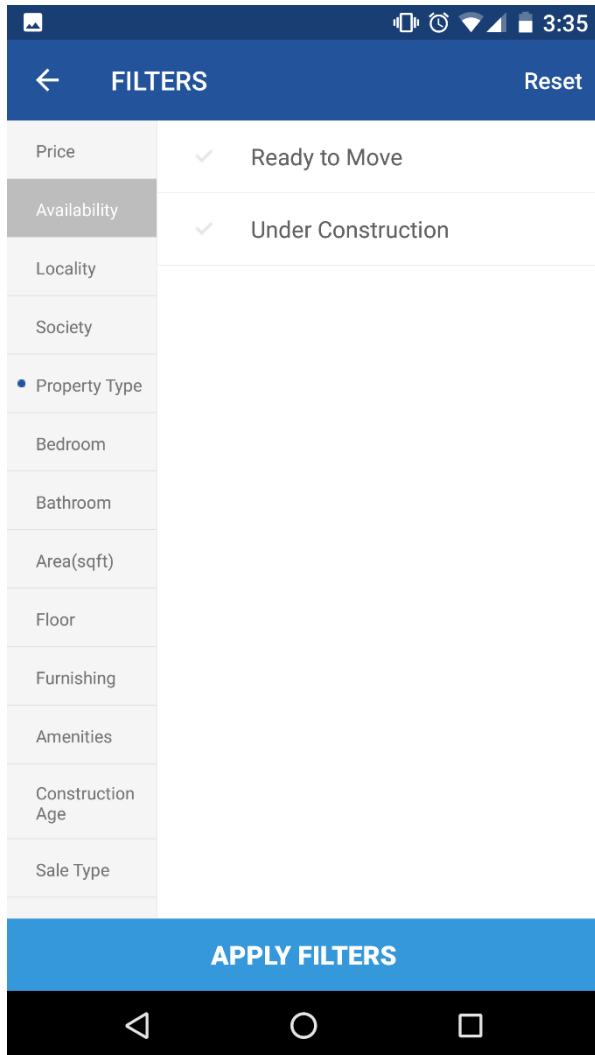 3:35
FILTERS
Reset
Price
Availability
Locality
Society
Property Type
Bedroom
Bathroom
Area(sqft)
Floor
Furnishing
Amenities
Construction
Age
Sale Type
Ready to Move
Under Construction
APPLY FILTERS